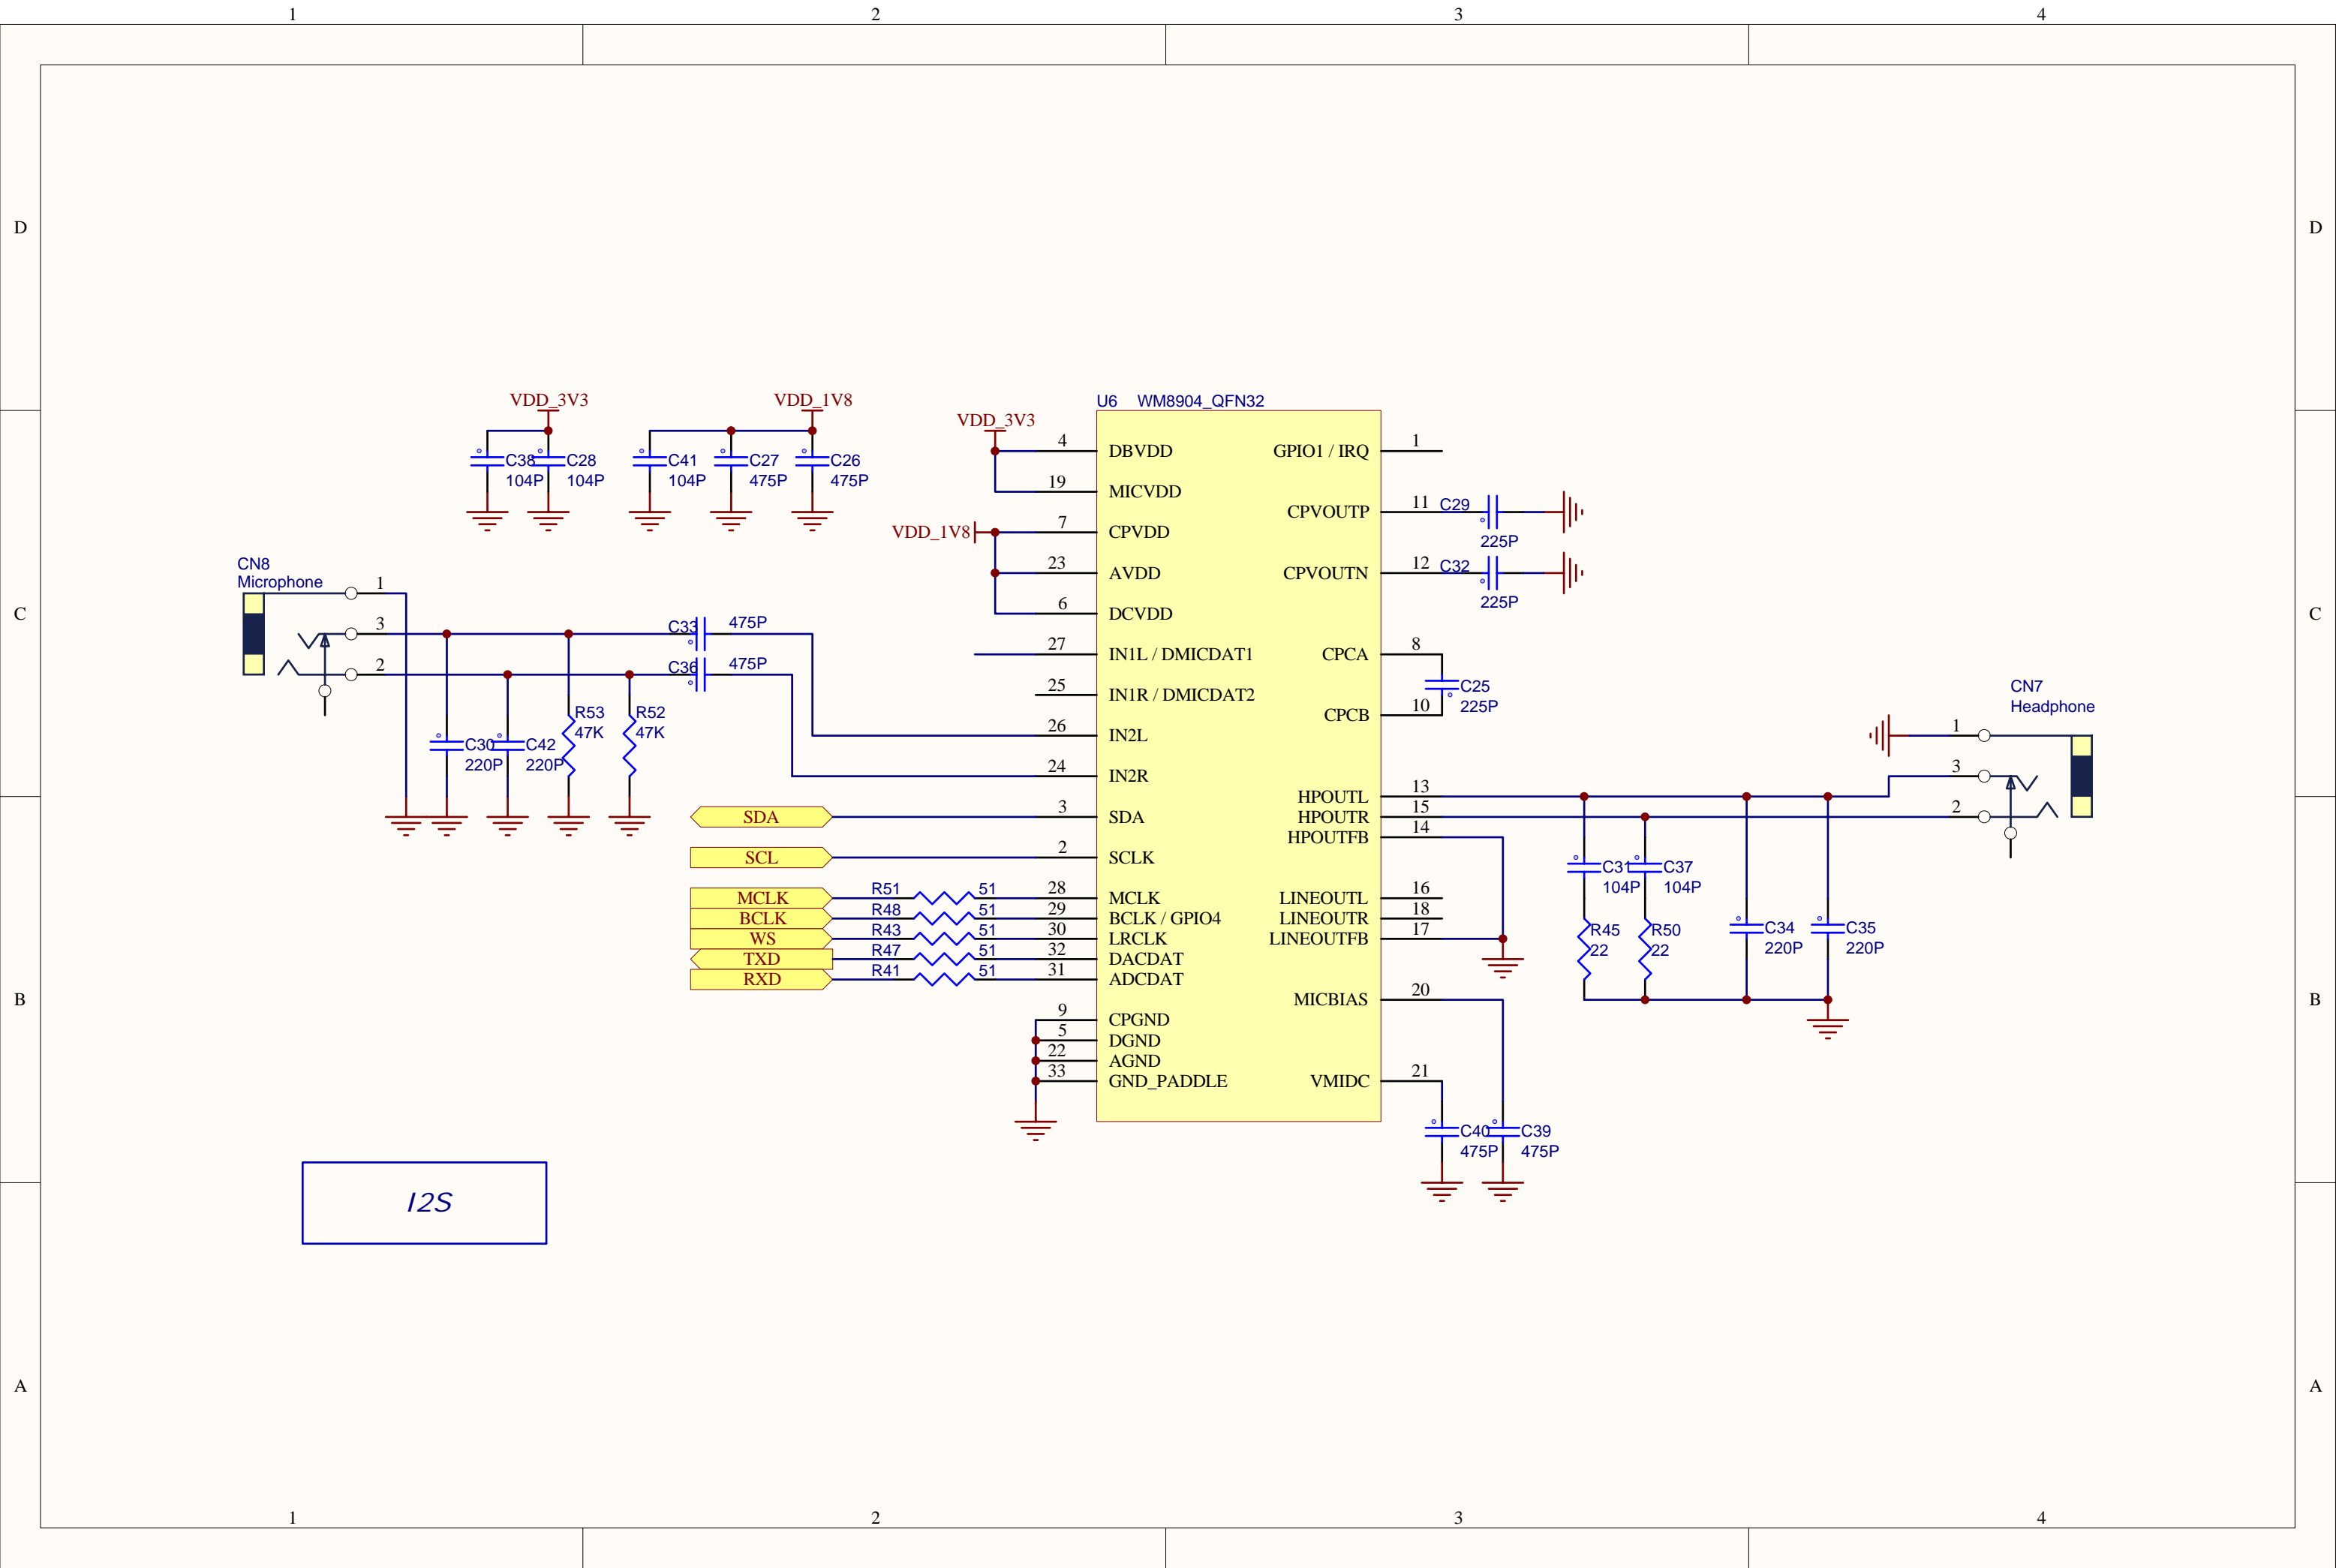 1 2 3 4
D D
C C
B B
A A
VDD_3V3
C38 104P
C28 104P
VDD_1V8
C41 104P
C27 475P
C26 475P
CN8
Microphone
1
3
2
C33 475P
C36 475P
C30 220P
C42 220P
R53 47K
R52 47K
VDD_3V3
VDD_1V8
SDA
SCL
MCLK R51 51
BCLK R48 51
WS R43 51
TXD R47 51
RXD R41 51
U6 WM8904_QFN32
4 DBVDD
19 MICVDD
7 CPVDD
23 AVDD
6 DCVDD
27 IN1L / DMICDAT1
25 IN1R / DMICDAT2
26 IN2L
24 IN2R
3 SDA
2 SCLK
28 MCLK
29 BCLK / GPIO4
30 LRCLK
32 DACDAT
31 ADCDAT
9 CPGND
5 DGND
22 AGND
33 GND_PADDLE
GPIO1 / IRQ 1
CPVOUTP 11 C29 225P
CPVOUTN 12 C32 225P
CPCA 8
C25 225P
CPCB 10
HPOUTL 13
HPOUTR 15
HPOUTFB 14
LINEOUTL 16
LINEOUTR 18
LINEOUTFB 17
MICBIAS 20
VMIDC 21
C40 475P
C39 475P
C31 104P
C37 104P
R45 22
R50 22
C34 220P
C35 220P
CN7
Headphone
1
3
2
I2S
1 2 3 4